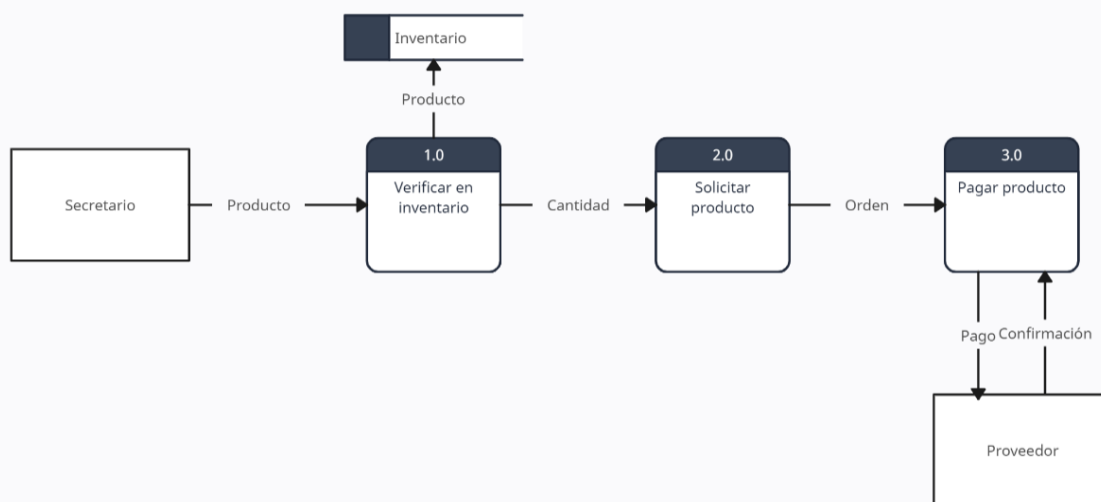 Inventario
Producto
1.0
2.0
3.0
Verificar en
inventario
Solicitar
producto
Pagar producto
Secretario
Producto
Cantidad
Orden
Pago
Confirmación
Proveedor